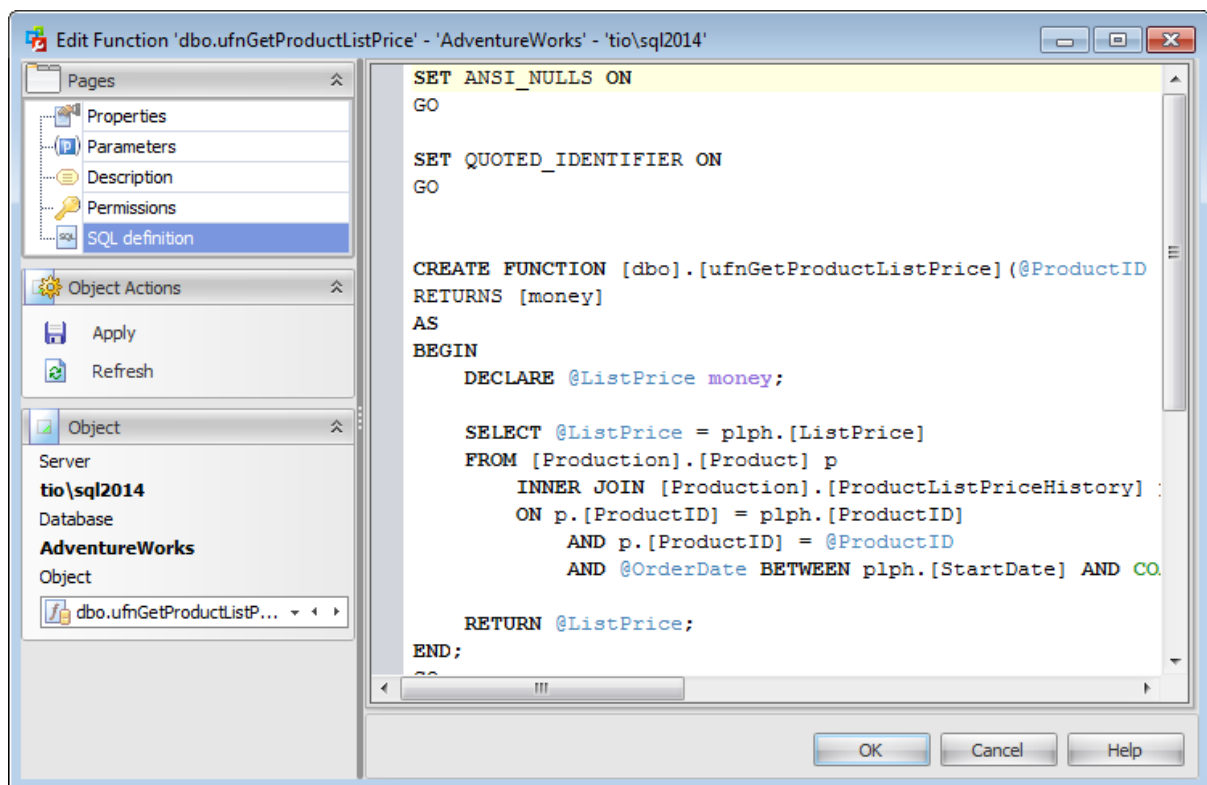 Edit Function 'dbo.ufnGetProductListPrice' - 'AdventureWorks' - 'tio\sql2014'
Pages
Properties
Parameters
Description
Permissions
SQL definition
Object Actions
Apply
Refresh
Object
Server
tio\sql2014
Database
AdventureWorks
Object
dbo.ufnGetProductListP...
SET ANSI_NULLS ON
GO
SET QUOTED_IDENTIFIER ON
GO
CREATE FUNCTION [dbo].[ufnGetProductListPrice](@ProductID
RETURNS [money]
AS
BEGIN
DECLARE @ListPrice money;
SELECT @ListPrice = plph.[ListPrice]
FROM [Production].[Product] p
INNER JOIN [Production].[ProductListPriceHistory]
ON p.[ProductID] = plph.[ProductID]
AND p.[ProductID] = @ProductID
AND @OrderDate BETWEEN plph.[StartDate] AND
RETURN @ListPrice;
END;
OK
Cancel
Help